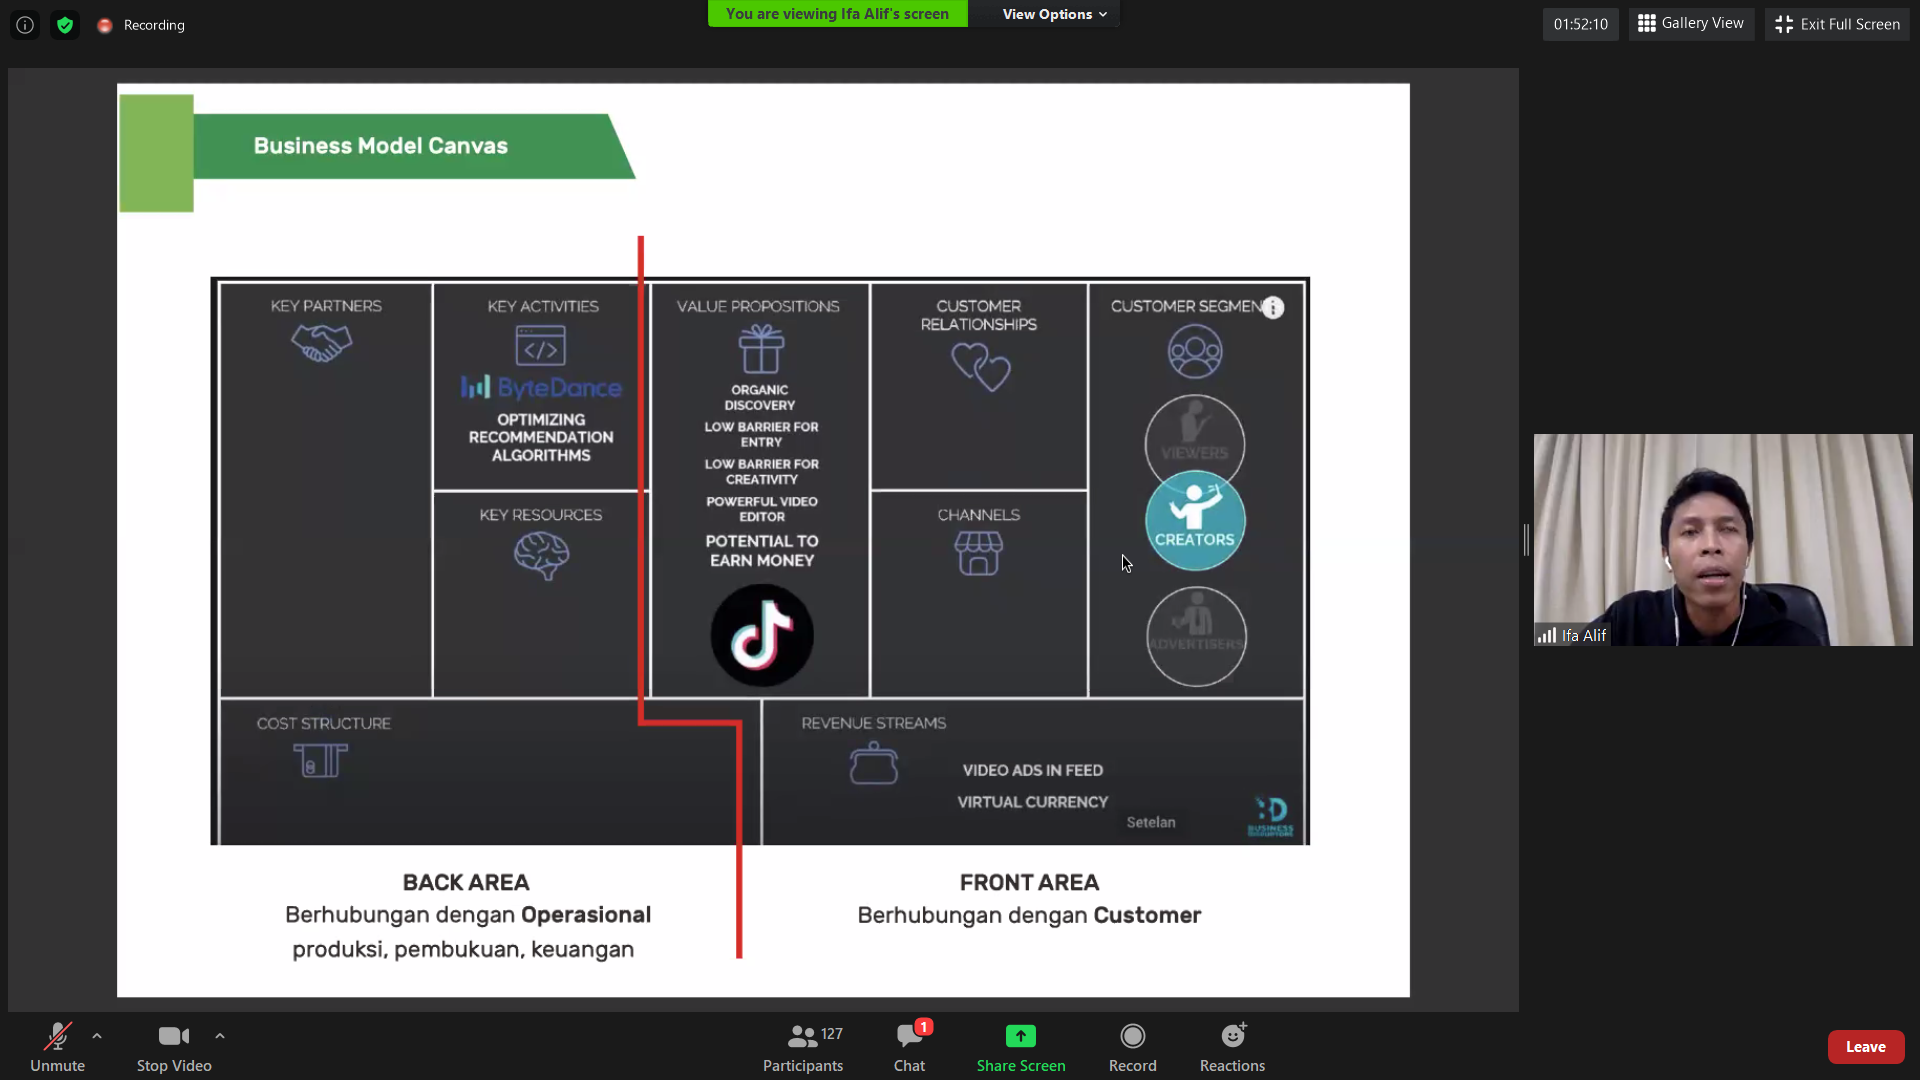 Recording
You are viewing Ifa Alif's screen
View Options
01:52:10
Gallery View
Exit Full Screen
Business Model Canvas
KEY PARTNERS
KEY ACTIVITIES
ByteDance
OPTIMIZING
RECOMMENDATION
ALGORITHMS
KEY RESOURCES
VALUE PROPOSITIONS
ORGANIC
DISCOVERY
LOW BARRIER FOR
ENTRY
LOW BARRIER FOR
CREATIVITY
POWERFUL VIDEO
EDITOR
POTENTIAL TO
EARN MONEY
CUSTOMER
RELATIONSHIPS
CHANNELS
CUSTOMER SEGMEN
VIEWERS
CREATORS
ADVERTISERS
COST STRUCTURE
REVENUE STREAMS
VIDEO ADS IN FEED
VIRTUAL CURRENCY
Setelan
BUSINESS
DISRUPTORS
BACK AREA
Berhubungan dengan Operasional
produksi, pembukuan, keuangan
FRONT AREA
Berhubungan dengan Customer
Ifa Alif
Unmute
Stop Video
127
Participants
1
Chat
Share Screen
Record
Reactions
Leave